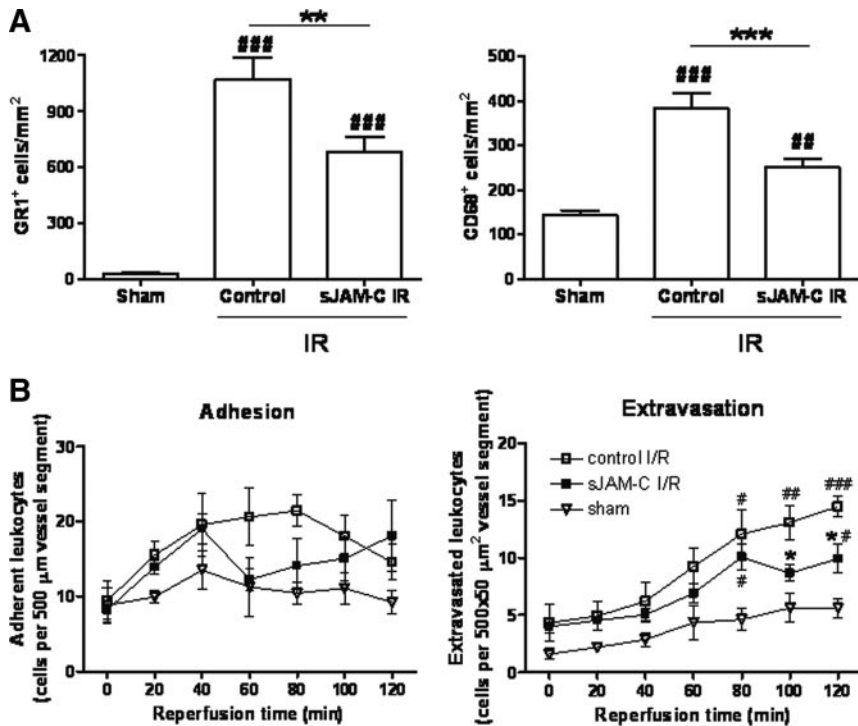 A
GR1+ cells/mm2
1200
900
600
300
0
###
**
###
Sham
Control
sJAM-C IR
IR
CD68+ cells/mm2
500
400
300
200
100
0
###
***
##
Sham
Control
sJAM-C IR
IR
B
Adhesion
Adherent leukocytes
(cells per 500 µm vessel segment)
30
20
10
0
0 20 40 60 80 100 120
Reperfusion time (min)
Extravasation
Extravasated leukocytes
(cells per 500x50 µm2 vessel segment)
20
15
10
5
0
control I/R
sJAM-C I/R
sham
# ## ###
# * *#
0 20 40 60 80 100 120
Reperfusion time (min)